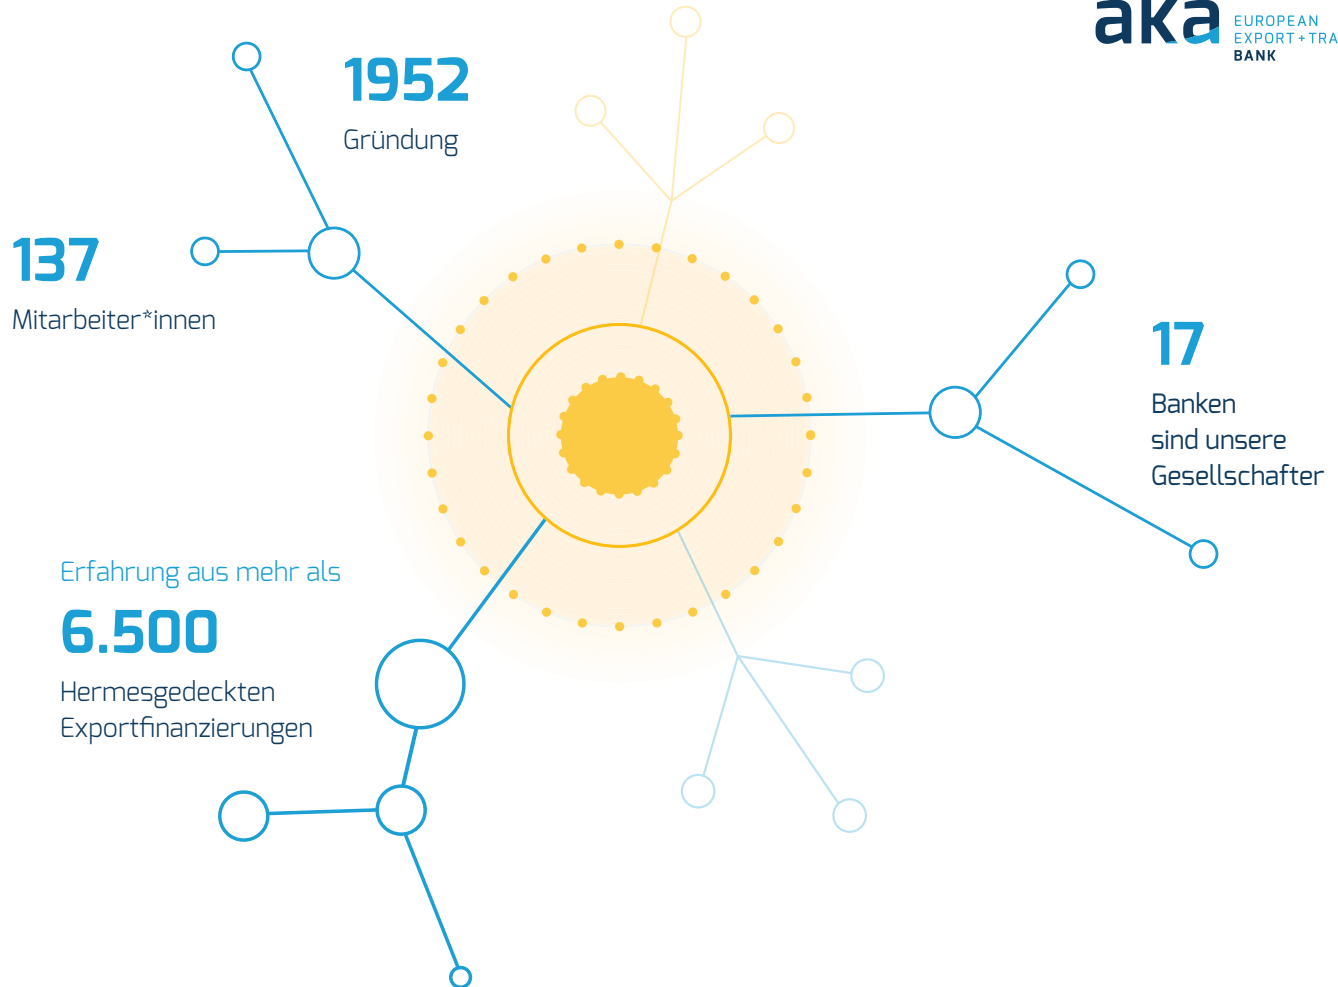 aka
EUROPEAN
EXPORT+TRA
BANK
1952
Gründung
137
Mitarbeiter*innen
17
Banken
sind unsere
Gesellschafter
Erfahrung aus mehr als
6.500
Hermesgedeckten
Exportfinanzierungen